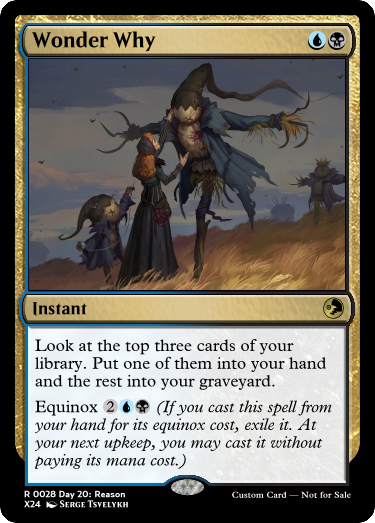 Wonder Why
Instant
Look at the top three cards of your
library. Put one of them into your hand
and the rest into your graveyard.
Equinox 2 (If you cast this spell from
your hand for its equinox cost, exile it. At
your next upkeep, you may cast it without
paying its mana cost.)
R 0028 Day 20: Reason
X24 Serge Tsvelykh
Custom Card — Not for Sale